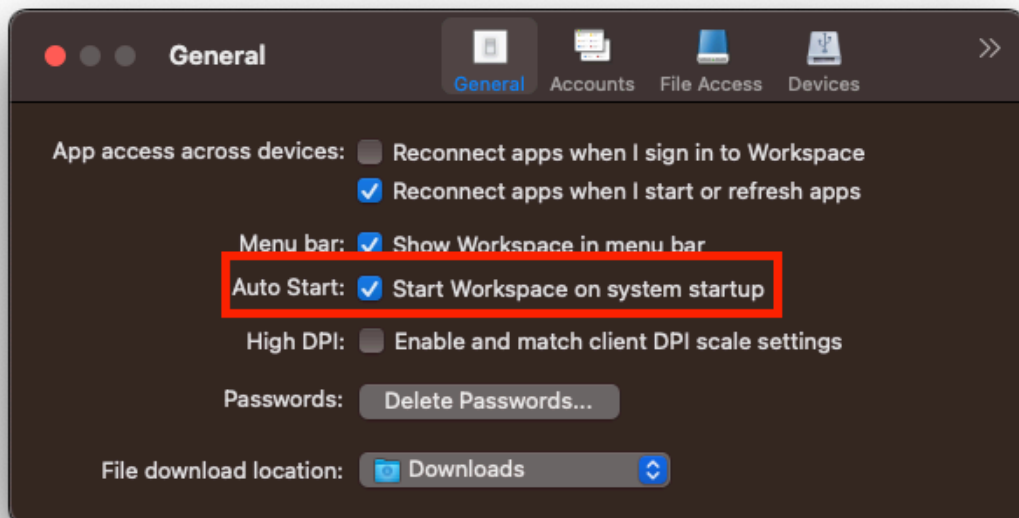 General
General Accounts File Access Devices
App access across devices: Reconnect apps when I sign in to Workspace
Reconnect apps when I start or refresh apps
Menu bar: Show Workspace in menu bar
Auto Start: Start Workspace on system startup
High DPI: Enable and match client DPI scale settings
Passwords: Delete Passwords...
File download location: Downloads